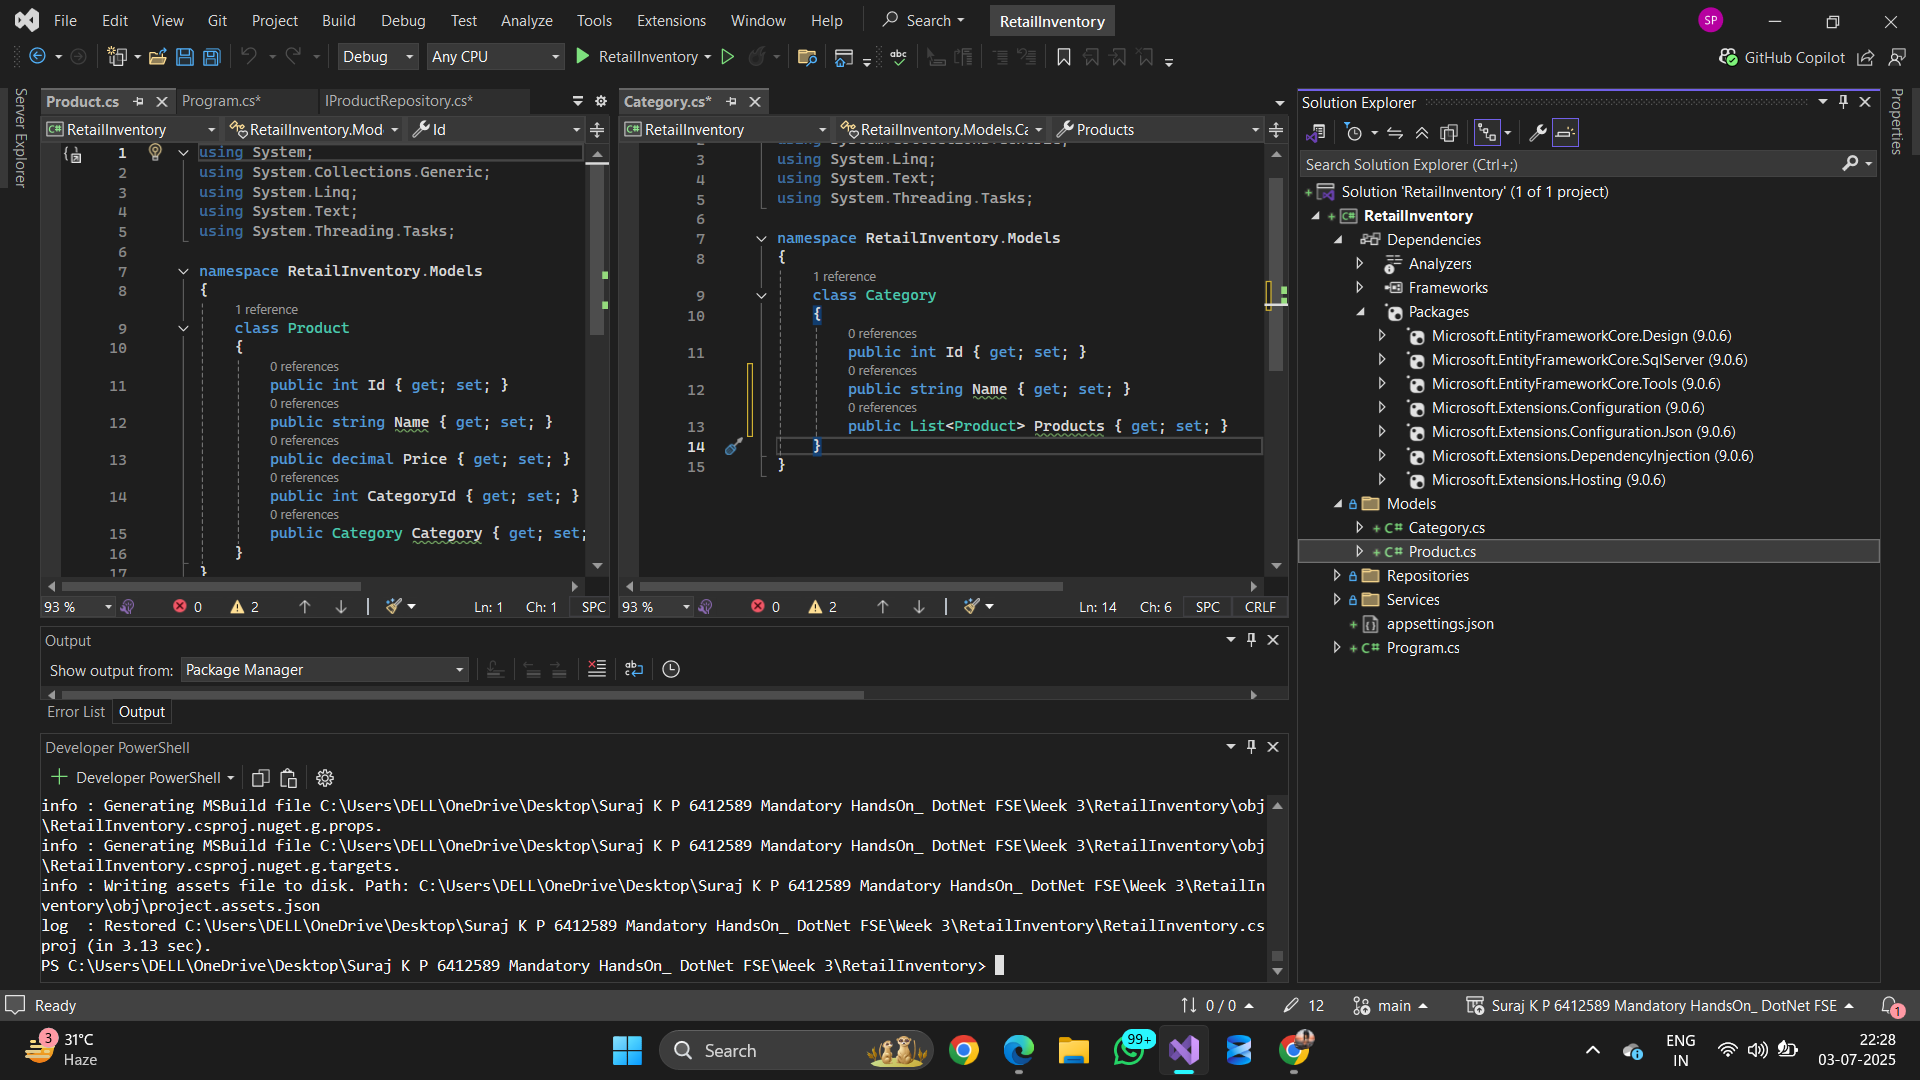 File Edit View Git Project Build Debug Test Analyze Tools Extensions Window Help Search RetailInventory SP
Debug Any CPU RetailInventory GitHub Copilot
Server Explorer
Product.cs Program.cs* IProductRepository.cs*
RetailInventory RetailInventory.Mod Id
1 using System;
2 using System.Collections.Generic;
3 using System.Linq;
4 using System.Text;
5 using System.Threading.Tasks;
6
7 namespace RetailInventory.Models
8 {
1 reference
9 class Product
10 {
0 references
11 public int Id { get; set; }
0 references
12 public string Name { get; set; }
0 references
13 public decimal Price { get; set; }
0 references
14 public int CategoryId { get; set; }
0 references
15 public Category Category { get; set;
16 }
17 }
93 % 0 2 Ln: 1 Ch: 1 SPC
Category.cs*
RetailInventory RetailInventory.Models.Ca Products
3 using System.Linq;
4 using System.Text;
5 using System.Threading.Tasks;
6
7 namespace RetailInventory.Models
8 {
1 reference
9 class Category
10 {
0 references
11 public int Id { get; set; }
0 references
12 public string Name { get; set; }
0 references
13 public List<Product> Products { get; set; }
14 }
15 }
93 % 0 2 Ln: 14 Ch: 6 SPC CRLF
Output
Show output from: Package Manager
Error List Output
Developer PowerShell
Developer PowerShell
info : Generating MSBuild file C:\Users\DELL\OneDrive\Desktop\Suraj K P 6412589 Mandatory HandsOn_ DotNet FSE\Week 3\RetailInventory\obj
\RetailInventory.csproj.nuget.g.props.
info : Generating MSBuild file C:\Users\DELL\OneDrive\Desktop\Suraj K P 6412589 Mandatory HandsOn_ DotNet FSE\Week 3\RetailInventory\obj
\RetailInventory.csproj.nuget.g.targets.
info : Writing assets file to disk. Path: C:\Users\DELL\OneDrive\Desktop\Suraj K P 6412589 Mandatory HandsOn_ DotNet FSE\Week 3\RetailIn
ventory\obj\project.assets.json
log : Restored C:\Users\DELL\OneDrive\Desktop\Suraj K P 6412589 Mandatory HandsOn_ DotNet FSE\Week 3\RetailInventory\RetailInventory.cs
proj (in 3.13 sec).
PS C:\Users\DELL\OneDrive\Desktop\Suraj K P 6412589 Mandatory HandsOn_ DotNet FSE\Week 3\RetailInventory>
Solution Explorer
Search Solution Explorer (Ctrl+;)
Solution 'RetailInventory' (1 of 1 project)
RetailInventory
Dependencies
Analyzers
Frameworks
Packages
Microsoft.EntityFrameworkCore.Design (9.0.6)
Microsoft.EntityFrameworkCore.SqlServer (9.0.6)
Microsoft.EntityFrameworkCore.Tools (9.0.6)
Microsoft.Extensions.Configuration (9.0.6)
Microsoft.Extensions.Configuration.Json (9.0.6)
Microsoft.Extensions.DependencyInjection (9.0.6)
Microsoft.Extensions.Hosting (9.0.6)
Models
C# Category.cs
C# Product.cs
Repositories
Services
appsettings.json
C# Program.cs
Properties
Ready 0 / 0 12 main Suraj K P 6412589 Mandatory HandsOn_ DotNet FSE 1
3 31°C
Haze
Search
99+
ENG
IN
22:28
03-07-2025